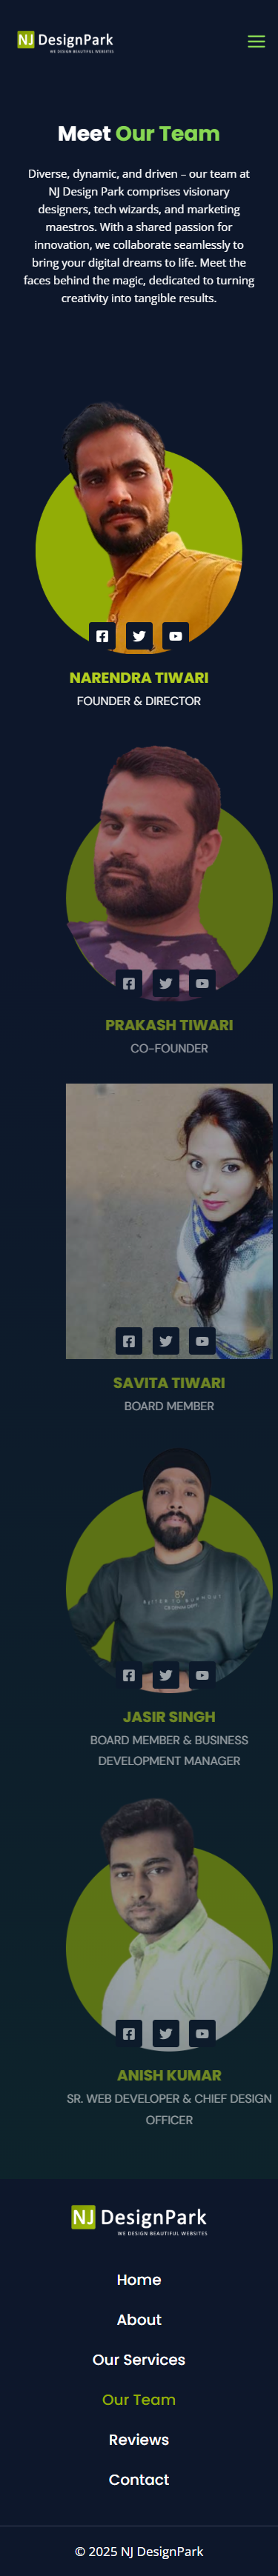 NJ DesignPark
WE DESIGN BEAUTIFUL WEBSITES
Meet Our Team
Diverse, dynamic, and driven – our team at
NJ Design Park comprises visionary
designers, tech wizards, and marketing
maestros. With a shared passion for
innovation, we collaborate seamlessly to
bring your digital dreams to life. Meet the
faces behind the magic, dedicated to turning
creativity into tangible results.
NARENDRA TIWARI
FOUNDER & DIRECTOR
PRAKASH TIWARI
CO-FOUNDER
SAVITA TIWARI
BOARD MEMBER
89
JASIR SINGH
BOARD MEMBER & BUSINESS
DEVELOPMENT MANAGER
ANISH KUMAR
SR. WEB DEVELOPER & CHIEF DESIGN
OFFICER
NJ DesignPark
WE DESIGN BEAUTIFUL WEBSITES
Home
About
Our Services
Our Team
Reviews
Contact
© 2025 NJ DesignPark